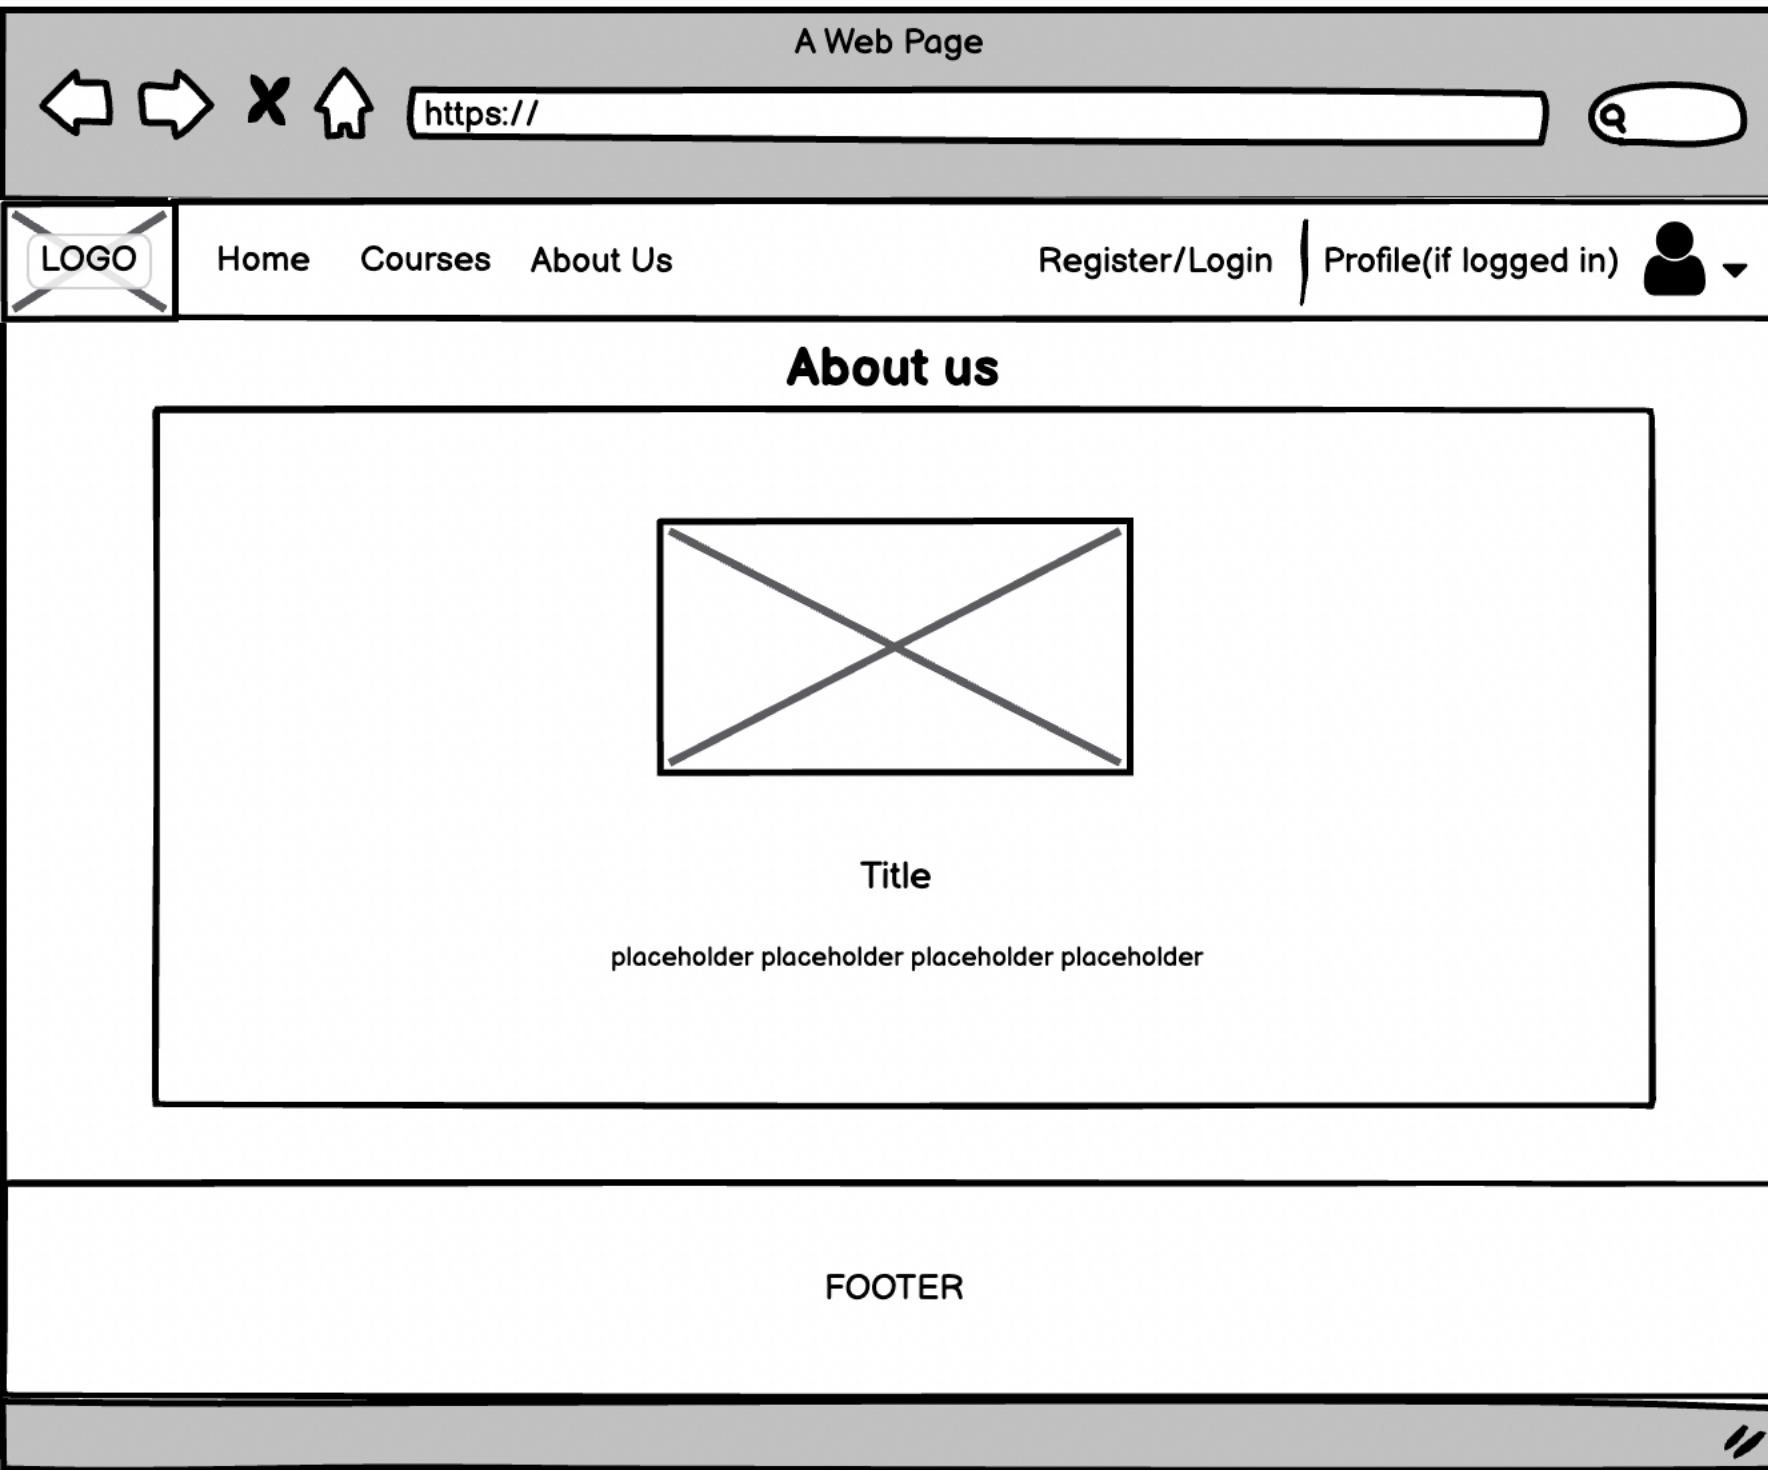 A Web Page
https://
LOGO Home Courses About Us Register/Login Profile(if logged in)
About us
Title
placeholder placeholder placeholder placeholder
FOOTER